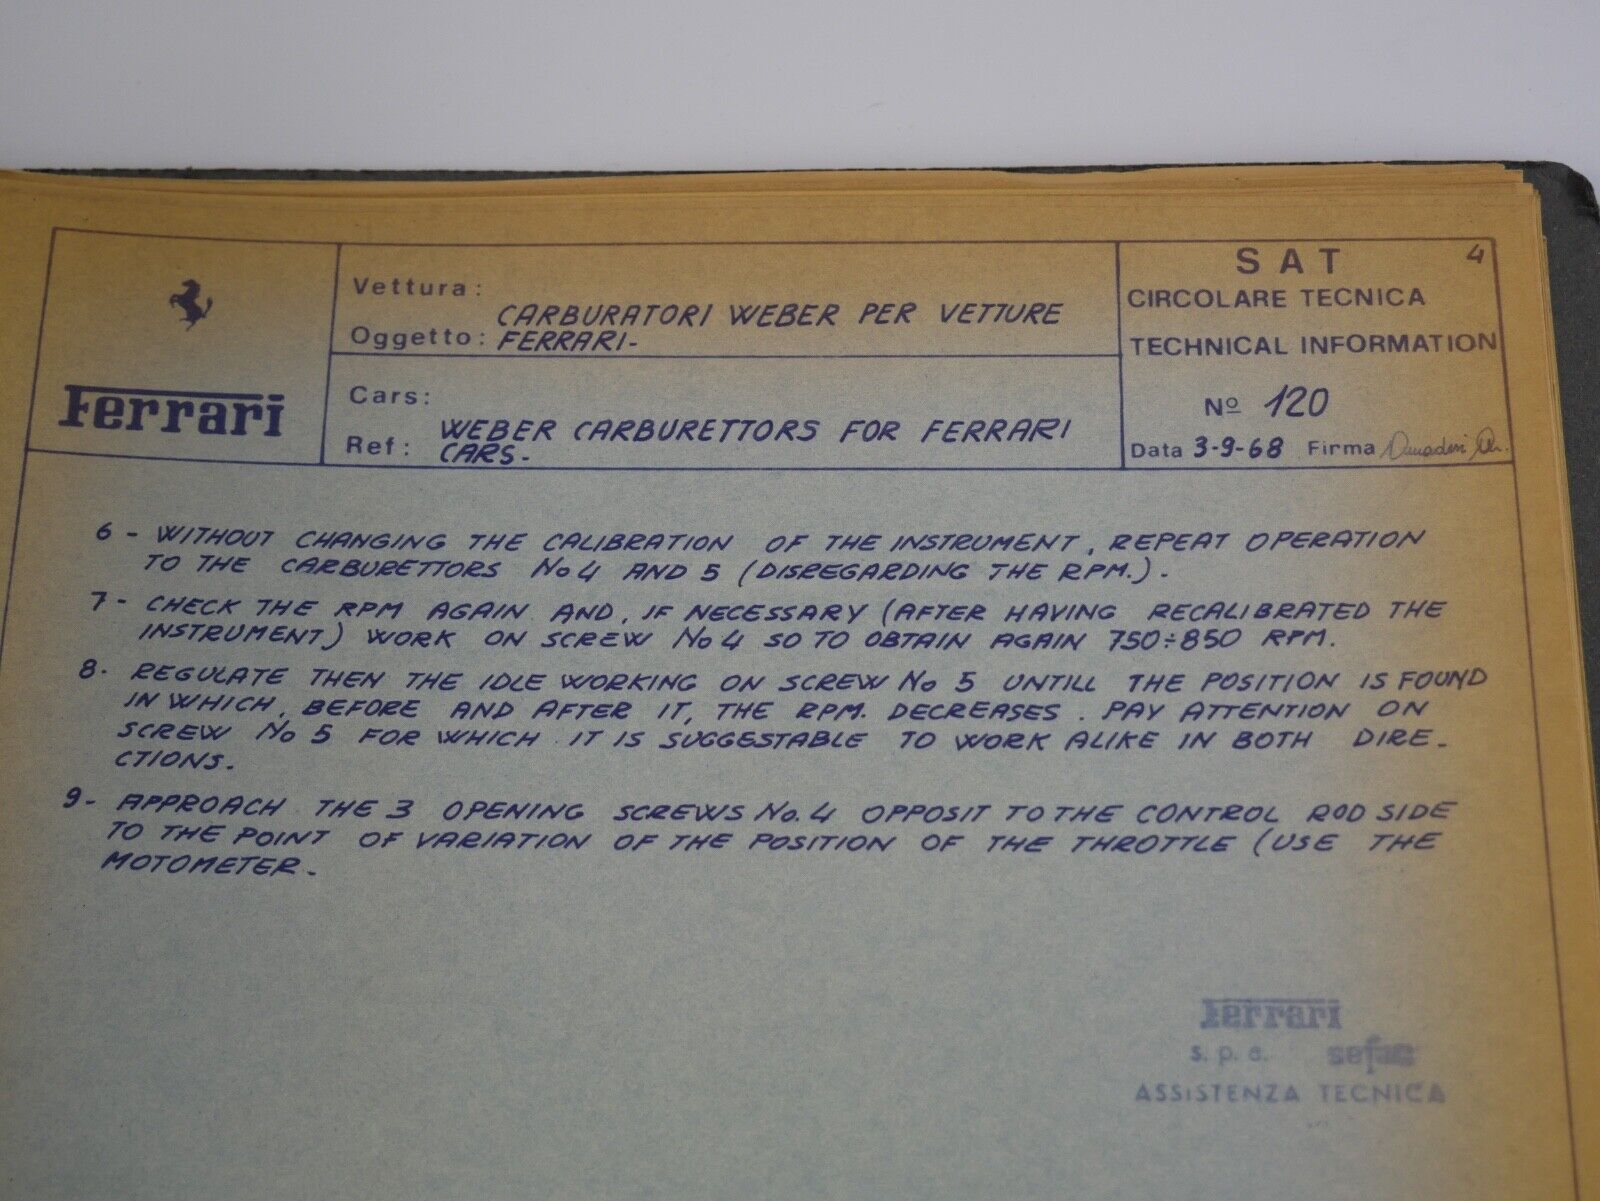 Ferrari
Vettura:
Oggetto: CARBURATORI WEBER PER VETTURE
FERRARI-
Cars:
Ref: WEBER CARBURETTORS FOR FERRARI
CARS-
SAT 4
CIRCOLARE TECNICA
TECHNICAL INFORMATION
Nº 120
Data 3-9-68 Firma
6 - WITHOUT CHANGING THE CALIBRATION OF THE INSTRUMENT, REPEAT OPERATION
TO THE CARBURETTORS No 4 AND 5 (DISREGARDING THE RPM.).
7 - CHECK THE RPM AGAIN AND, IF NECESSARY (AFTER HAVING RECALIBRATED THE
INSTRUMENT) WORK ON SCREW No 4 SO TO OBTAIN AGAIN 750÷850 RPM.
8 - REGULATE THEN THE IDLE WORKING ON SCREW No 5 UNTILL THE POSITION IS FOUND
IN WHICH, BEFORE AND AFTER IT, THE RPM. DECREASES. PAY ATTENTION ON
SCREW No 5 FOR WHICH IT IS SUGGESTABLE TO WORK ALIKE IN BOTH DIRE-
CTIONS.
9 - APPROACH THE 3 OPENING SCREWS No. 4 OPPOSIT TO THE CONTROL ROD SIDE
TO THE POINT OF VARIATION OF THE POSITION OF THE THROTTLE (USE THE
MOTOMETER.
Ferrari
s.p.a. sefac
ASSISTENZA TECNICA